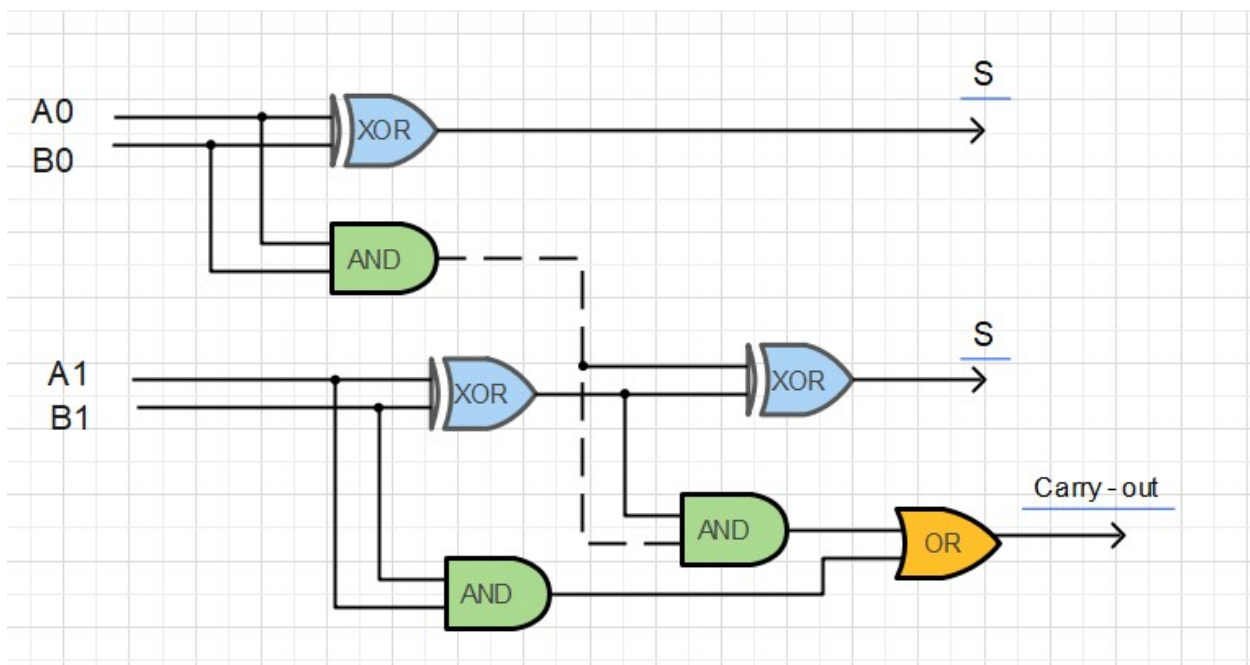 S
A0
XOR
B0
AND
S
A1
XOR
XOR
B1
Carry - out
AND
OR
AND